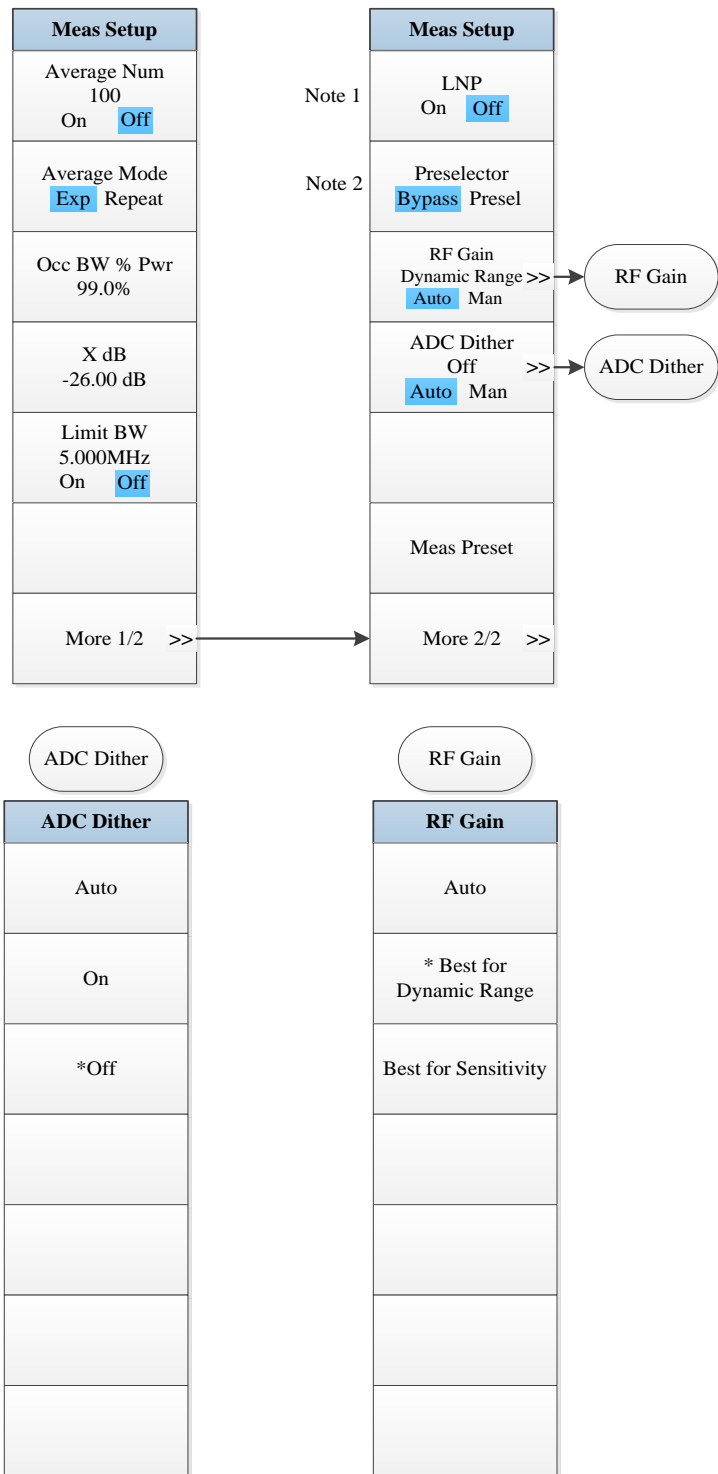 Meas Setup
Average Num
100
On Off
Average Mode
Exp Repeat
Occ BW % Pwr
99.0%
X dB
-26.00 dB
Limit BW
5.000MHz
On Off
More 1/2 >>
Meas Setup
Note 1
LNP
On Off
Note 2
Preselector
Bypass Presel
RF Gain
Dynamic Range >>
Auto Man
RF Gain
ADC Dither
Off >>
Auto Man
ADC Dither
Meas Preset
More 2/2 >>
ADC Dither
ADC Dither
Auto
On
*Off
RF Gain
RF Gain
Auto
* Best for
Dynamic Range
Best for Sensitivity